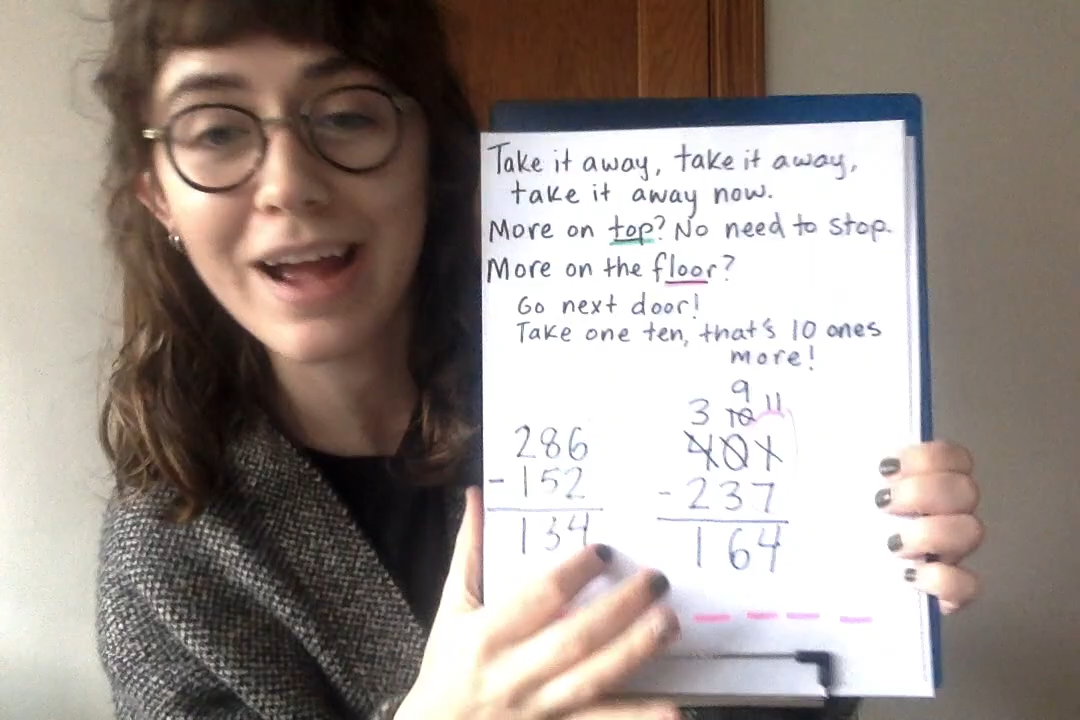 Take it away, take it away,
take it away now.
More on top? No need to stop.
More on the floor?
Go next door!
Take one ten, that's 10 ones
more!
286
- 152
134
9
3 10 11
401
- 237
164